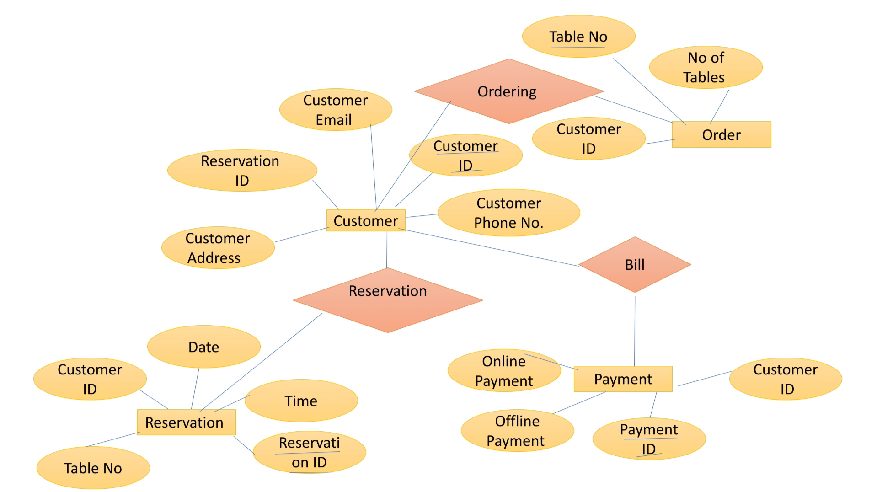 Table No
No of
Tables
Ordering
Customer
Email
Customer
ID
Order
Customer
ID
Reservation
ID
Customer
Phone No.
Customer
Customer
Address
Bill
Reservation
Date
Customer
ID
Online
Payment
Payment
Customer
ID
Time
Reservation
Offline
Payment
Payment
ID
Reservati
on ID
Table No